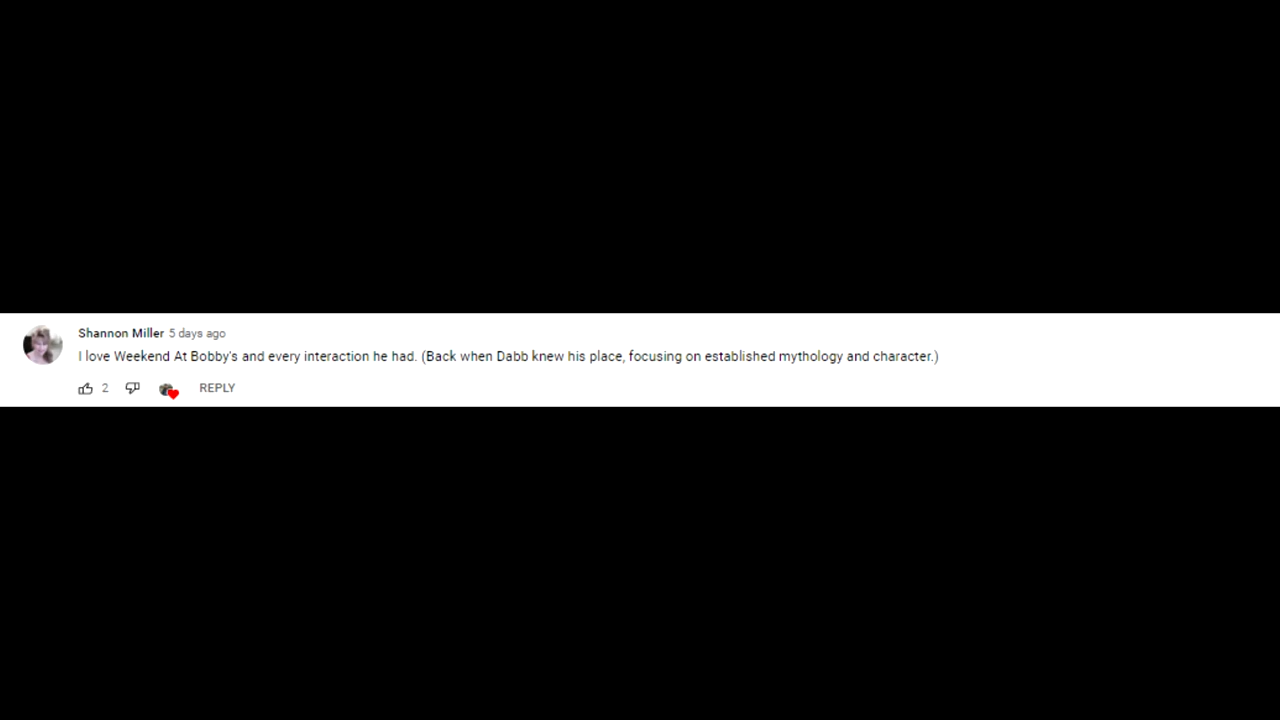 Shannon Miller 5 days ago
I love Weekend At Bobby's and every interaction he had. (Back when Dabb knew his place, focusing on established mythology and character.)
2 REPLY